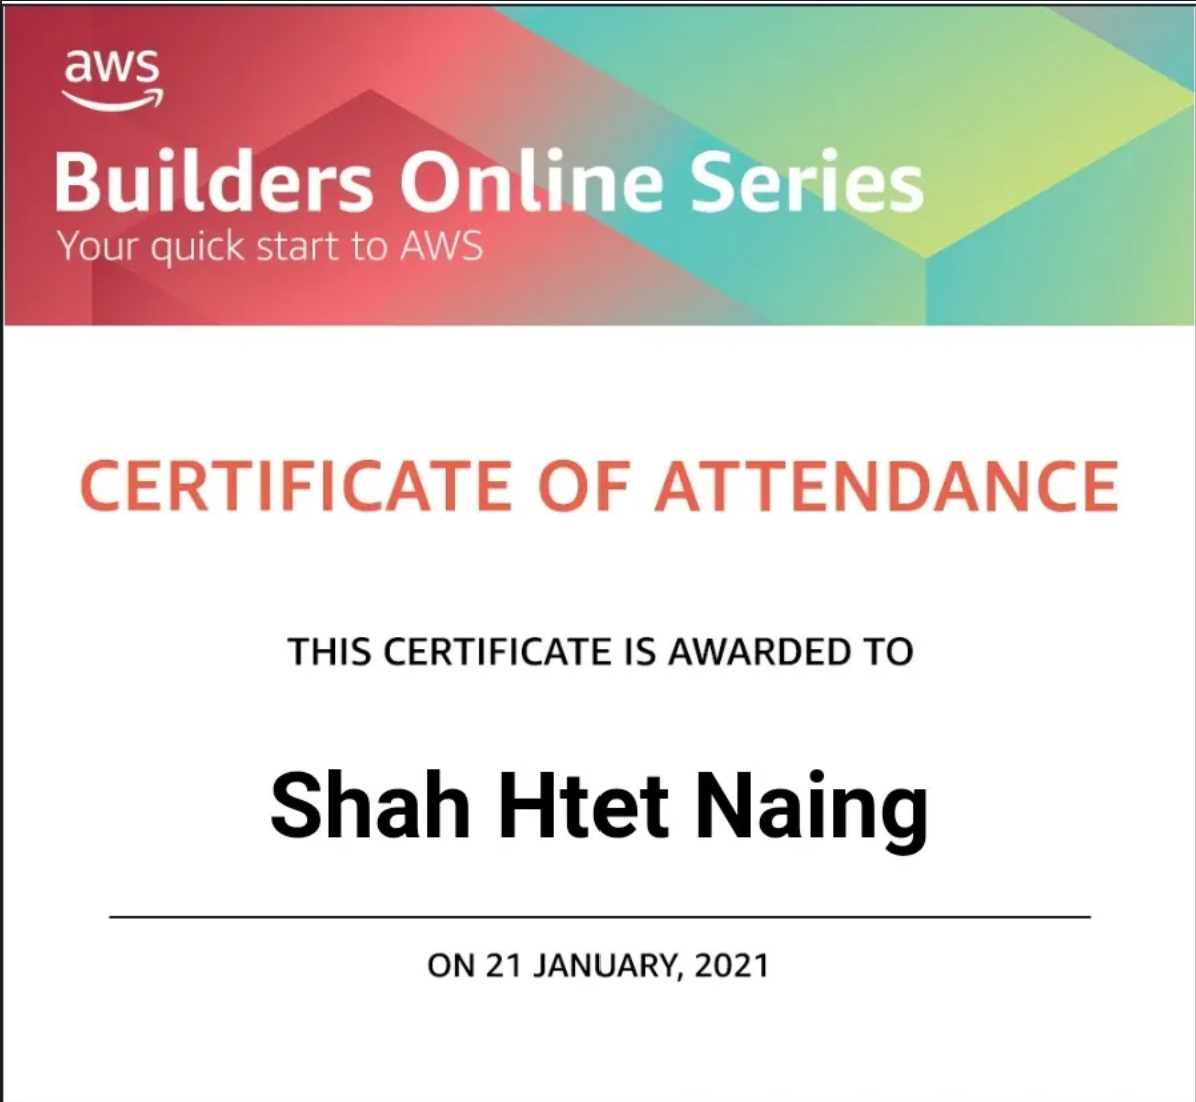 aws
Builders Online Series
Your quick start to AWS
CERTIFICATE OF ATTENDANCE
THIS CERTIFICATE IS AWARDED TO
Shah Htet Naing
ON 21 JANUARY, 2021